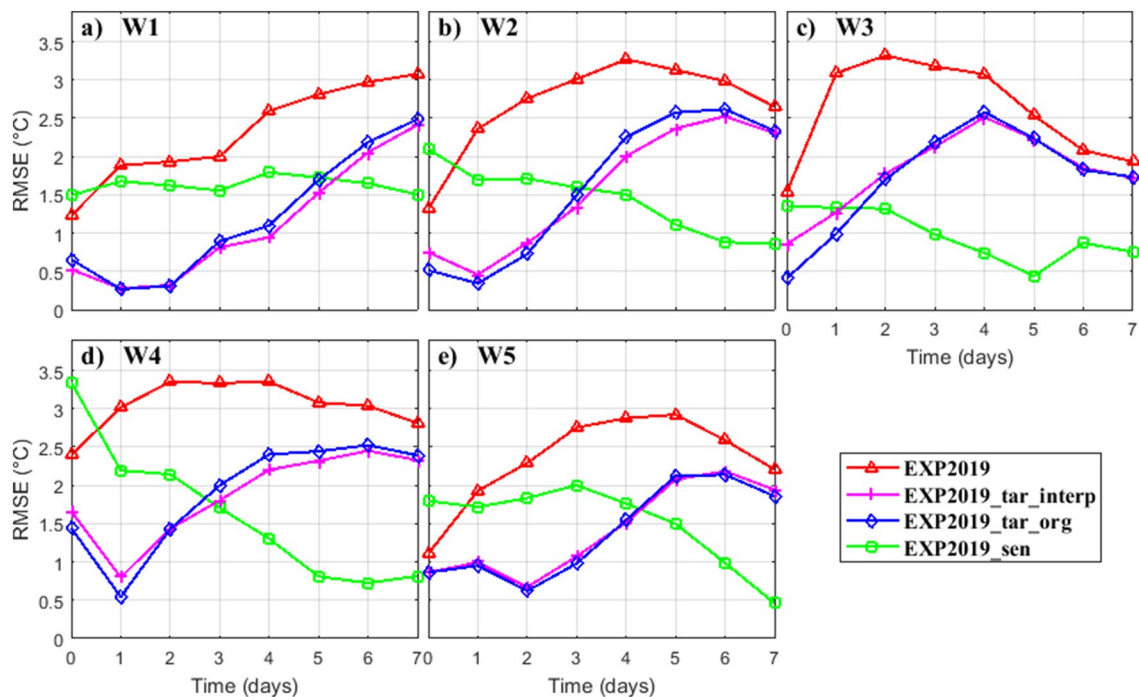 a) W1
b) W2
c) W3
3.5
3
2.5
2
1.5
1
0.5
0
RMSE (°C)
0 1 2 3 4 5 6 7
Time (days)
d) W4
e) W5
3.5
3
2.5
2
1.5
1
0.5
0
RMSE (°C)
0 1 2 3 4 5 6 7
0 1 2 3 4 5 6 7
Time (days)
Time (days)
EXP2019
EXP2019_tar_interp
EXP2019_tar_org
EXP2019_sen